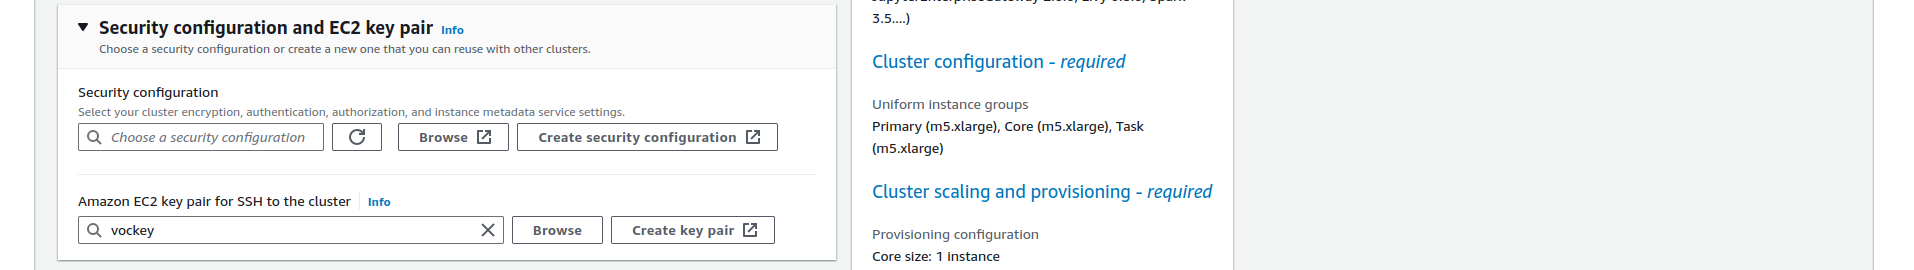 Security configuration and EC2 key pair Info
Choose a security configuration or create a new one that you can reuse with other clusters.
Security configuration
Select your cluster encryption, authentication, authorization, and instance metadata service settings.
Choose a security configuration
Browse
Create security configuration
Amazon EC2 key pair for SSH to the cluster Info
vockey
Browse
Create key pair
3.5....)
Cluster configuration - required
Uniform instance groups
Primary (m5.xlarge), Core (m5.xlarge), Task
(m5.xlarge)
Cluster scaling and provisioning - required
Provisioning configuration
Core size: 1 instance